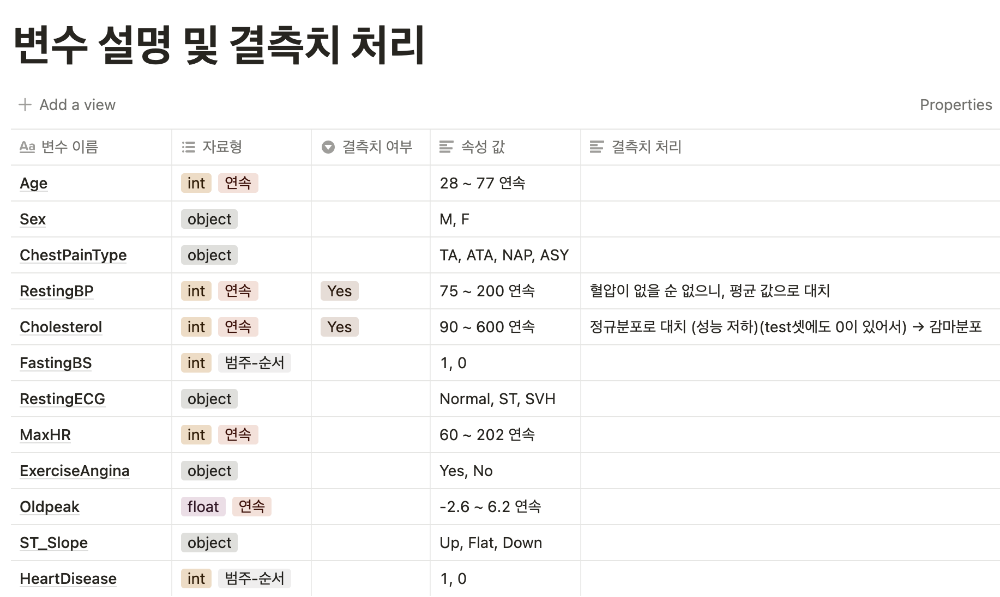 변수 설명 및 결측치 처리
Add a view Properties
Aa 변수 이름 자료형 결측치 여부 속성 값 결측치 처리
Age int 연속 28 ~ 77 연속
Sex object M, F
ChestPainType object TA, ATA, NAP, ASY
RestingBP int 연속 Yes 75 ~ 200 연속 혈압이 없을 순 없으니, 평균 값으로 대치
Cholesterol int 연속 Yes 90 ~ 600 연속 정규분포로 대치 (성능 저하)(test셋에도 0이 있어서) → 감마분포
FastingBS int 범주-순서 1, 0
RestingECG object Normal, ST, SVH
MaxHR int 연속 60 ~ 202 연속
ExerciseAngina object Yes, No
Oldpeak float 연속 -2.6 ~ 6.2 연속
ST_Slope object Up, Flat, Down
HeartDisease int 범주-순서 1, 0